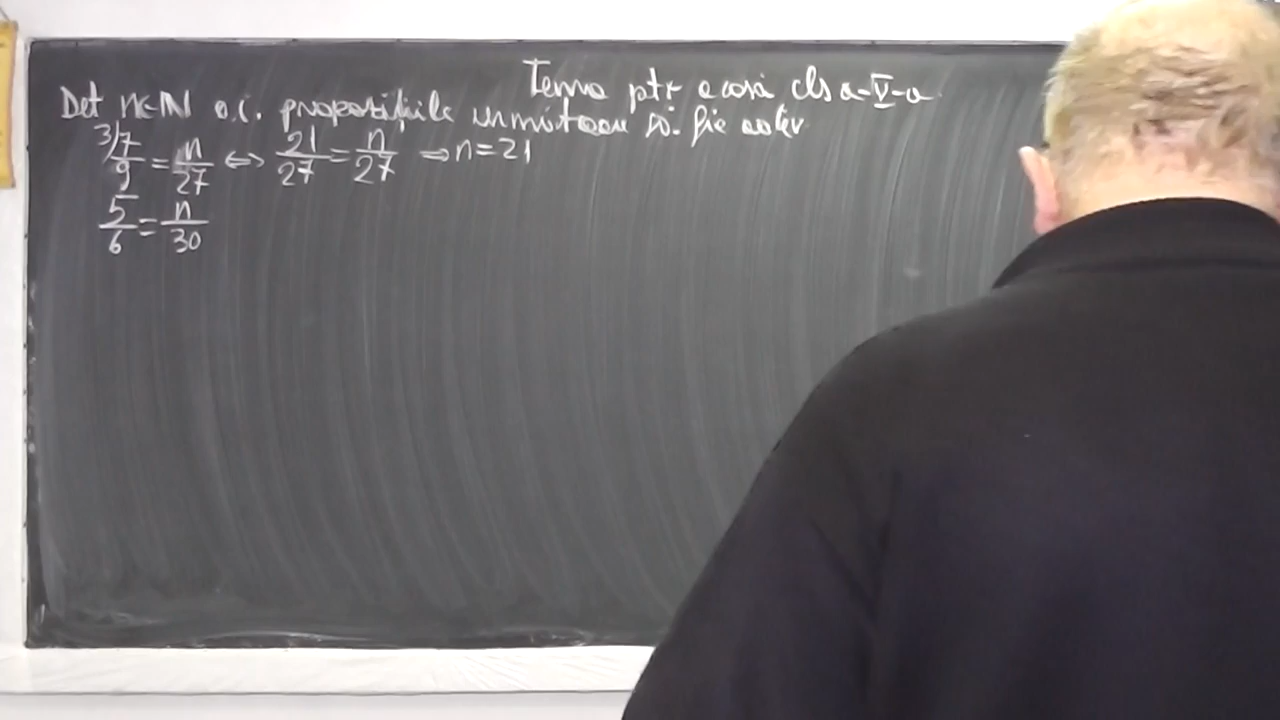 Tema ptr acasă cls a-V-a
Det n∈N a.î. propozițiile următoare să fie adev
3/7/9 = n/27 ⇔ 21/27 = n/27 ⇒ n = 21
5/6 = n/30